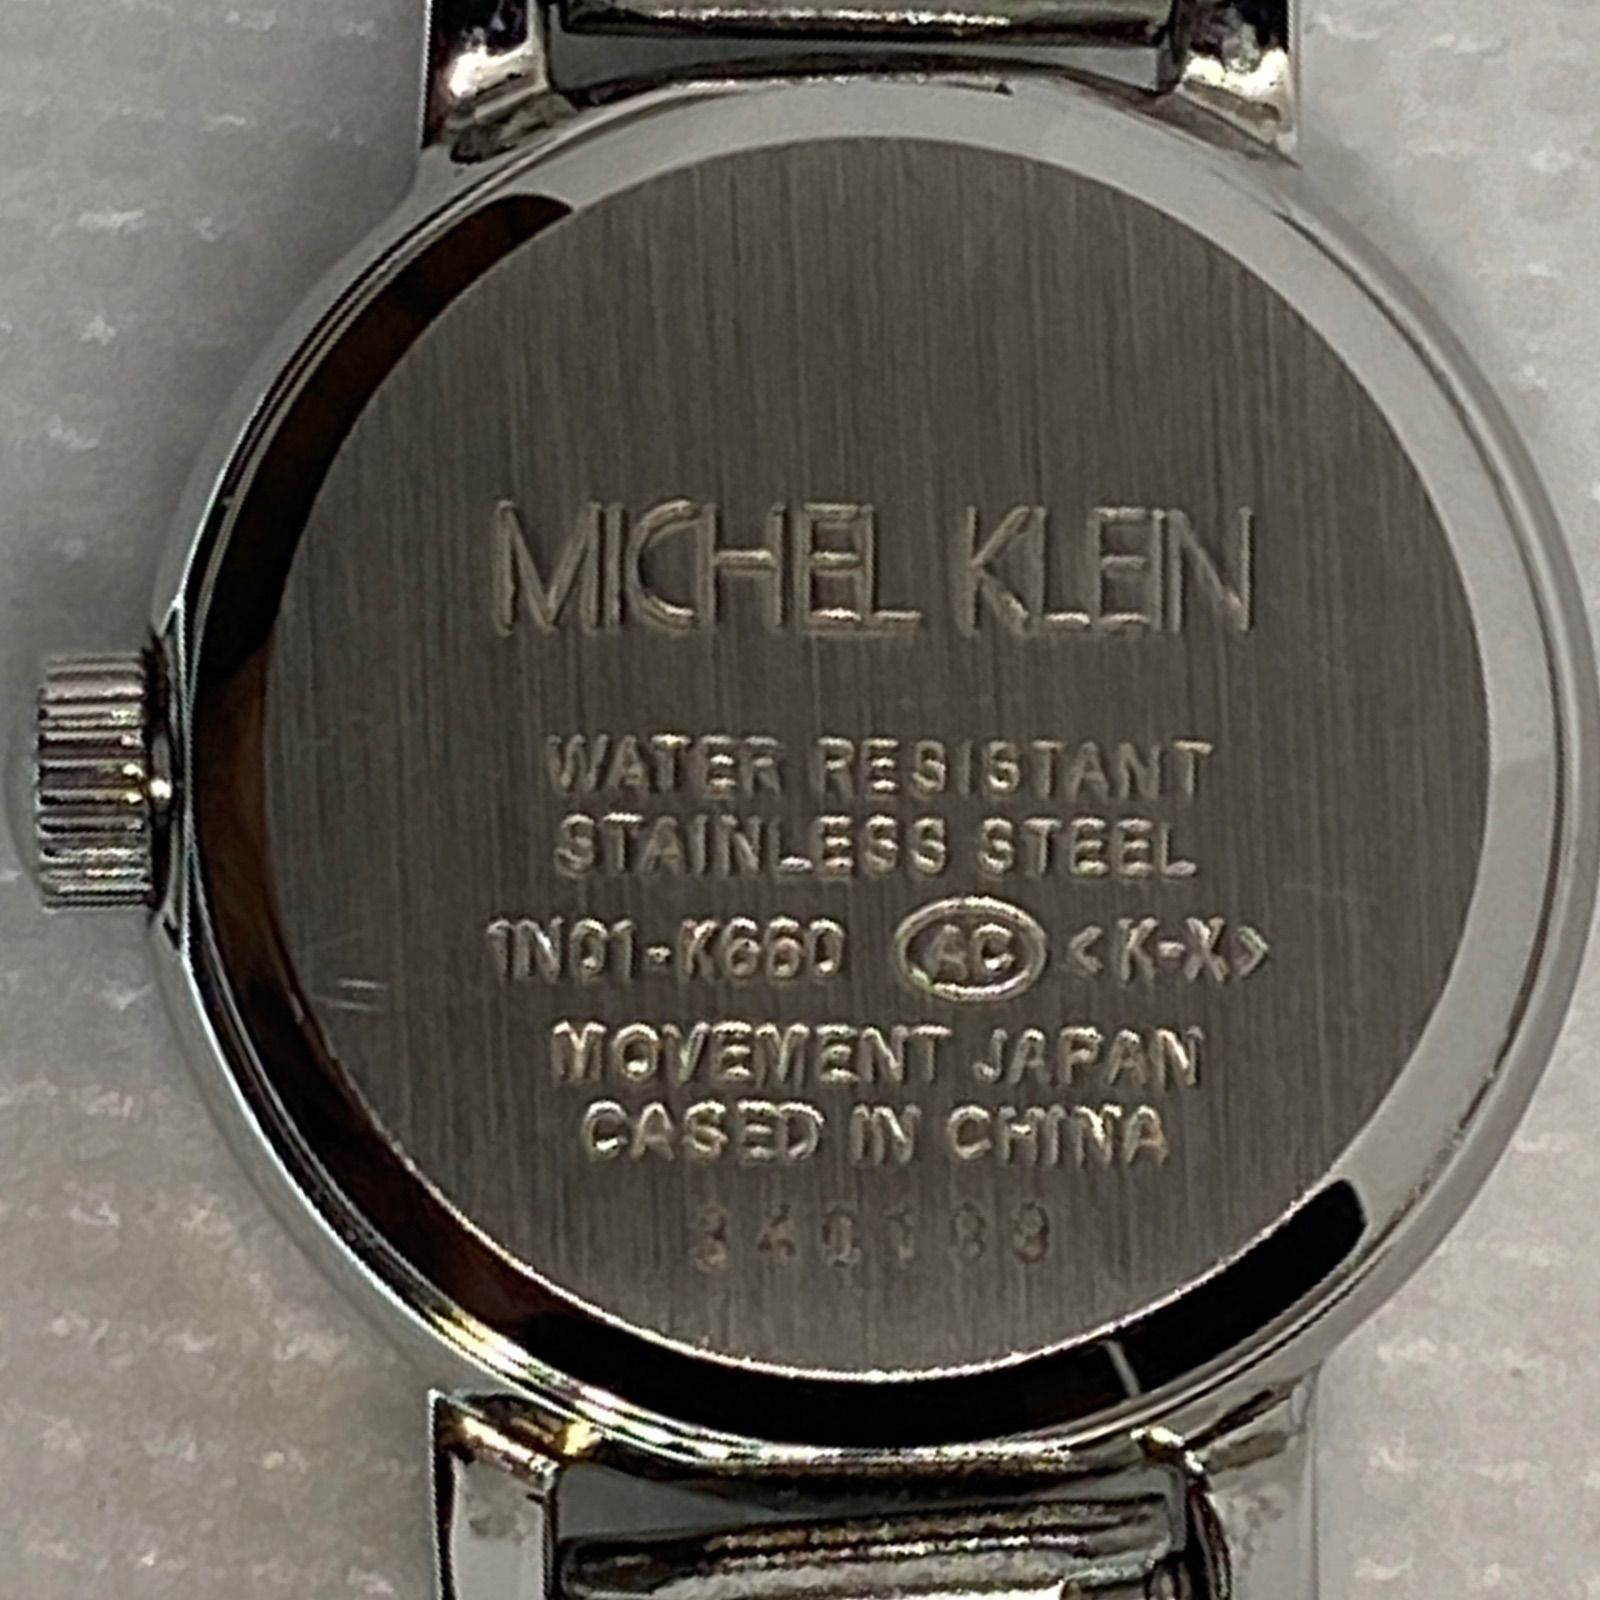 MICHEL KLEIN
WATER RESISTANT
STAINLESS STEEL
1N01-K660 AC <K-X>
MOVEMENT JAPAN
CASED IN CHINA